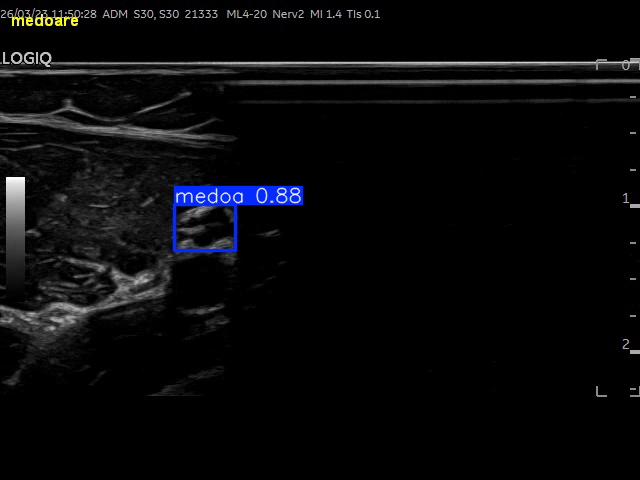 26/03/23 11:50:28 ADM S30, S30 21333 ML4-20 Nerv2 MI 1.4 TIs 0.1
medoare
LOGIQ
0
medoa 0.88
1
2